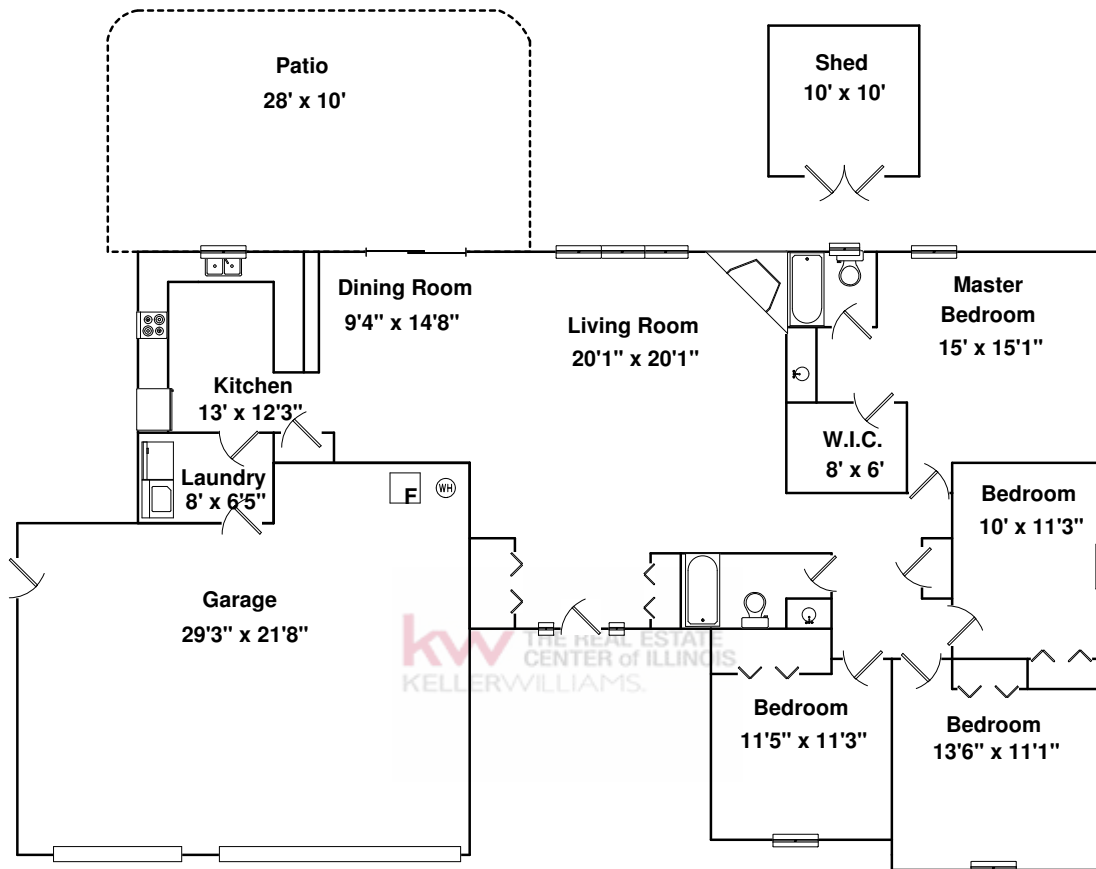 Patio
28' x 10'
Shed
10' x 10'
Dining Room
9'4" x 14'8"
Living Room
20'1" x 20'1"
Master
Bedroom
15' x 15'1"
Kitchen
13' x 12'3"
W.I.C.
8' x 6'
Laundry
8' x 6'5"
F
WH
Bedroom
10' x 11'3"
Garage
29'3" x 21'8"
kw THE REAL ESTATE
CENTER of ILLINOIS
KELLERWILLIAMS.
Bedroom
11'5" x 11'3"
Bedroom
13'6" x 11'1"